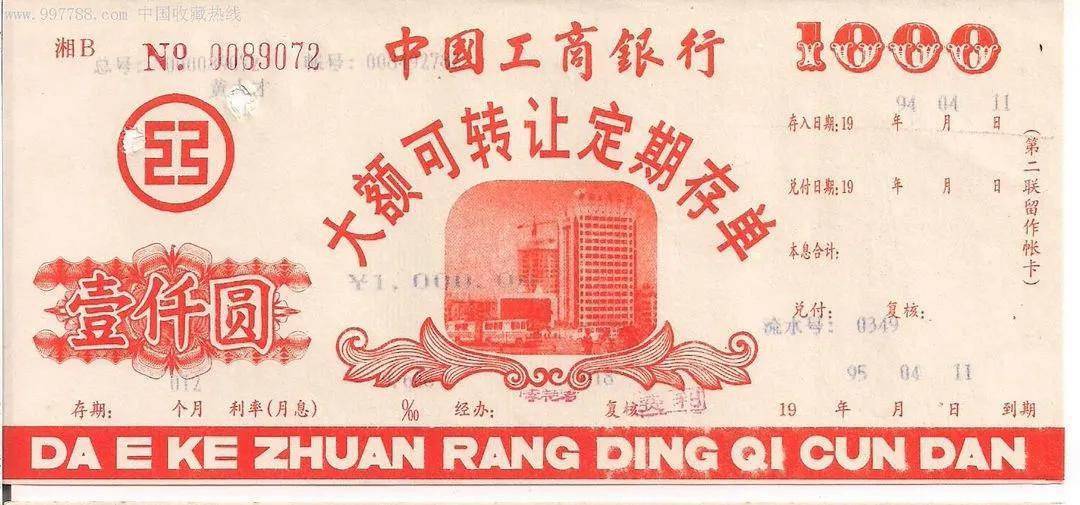 www.997788.com 中国收藏热线
湘B
№ 0089072
中國工商銀行
1000
大额可转让定期存单
94 04 11
存入日期:19 年 月 日
兑付日期:19 年 月 日
本息合计:
兑付: 复核:
流水号: 0349
(第二联留作帐卡)
壹仟圆
¥1,000.00
012
95 04 11
存期: 个月 利率(月息) ‰ 经办: 复核: 19 年 月 日 到期
DA E KE ZHUAN RANG DING QI CUN DAN